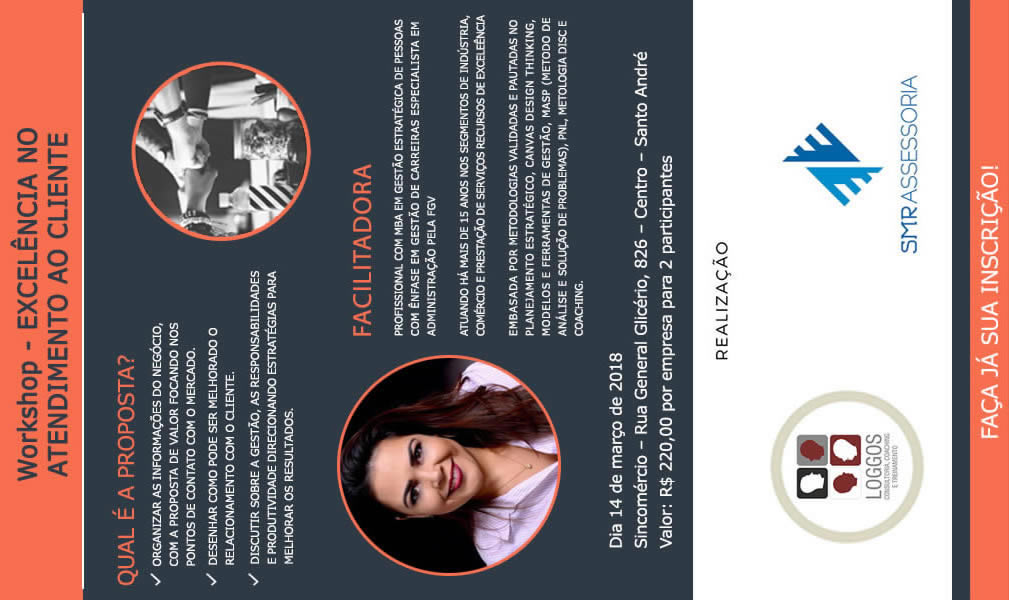 Workshop - EXCELÊNCIA NO
ATENDIMENTO AO CLIENTE
QUAL É A PROPOSTA?
✓ ORGANIZAR AS INFORMAÇÕES DO NEGÓCIO,
COM A PROPOSTA DE VALOR FOCANDO NOS
PONTOS DE CONTATO COM O MERCADO.
✓ DESENHAR COMO PODE SER MELHORADO O
RELACIONAMENTO COM O CLIENTE.
✓ DISCUTIR SOBRE A GESTÃO, AS RESPONSABILIDADES
E PRODUTIVIDADE DIRECIONANDO ESTRATÉGIAS PARA
MELHORAR OS RESULTADOS.
FACILITADORA
PROFISSIONAL COM MBA EM GESTÃO ESTRATÉGICA DE PESSOAS
COM ÊNFASE EM GESTÃO DE CARREIRAS ESPECIALISTA EM
ADMINISTRAÇÃO PELA FGV
ATUANDO HÁ MAIS DE 15 ANOS NOS SEGMENTOS DE INDÚSTRIA,
COMÉRCIO E PRESTAÇÃO DE SERVIÇOS RECURSOS DE EXCELEÊNCIA
EMBASADA POR METODOLOGIAS VALIDADAS E PAUTADAS NO
PLANEJAMENTO ESTRATÉGICO, CANVAS DESIGN THINKING,
MODELOS E FERRAMENTAS DE GESTÃO, MASP (METODO DE
ANÁLISE E SOLUÇÃO DE PROBLEMAS), PNL, METOLOGIA DISC E
COACHING.
Dia 14 de março de 2018
Sincomércio – Rua General Glicério, 826 – Centro – Santo André
Valor: R$ 220,00 por empresa para 2 participantes
REALIZAÇÃO
LOGGOS
CONSULTORIA, COACHING
E TREINAMENTO
SMRASSESSORIA
FAÇA JÁ SUA INSCRIÇÃO!